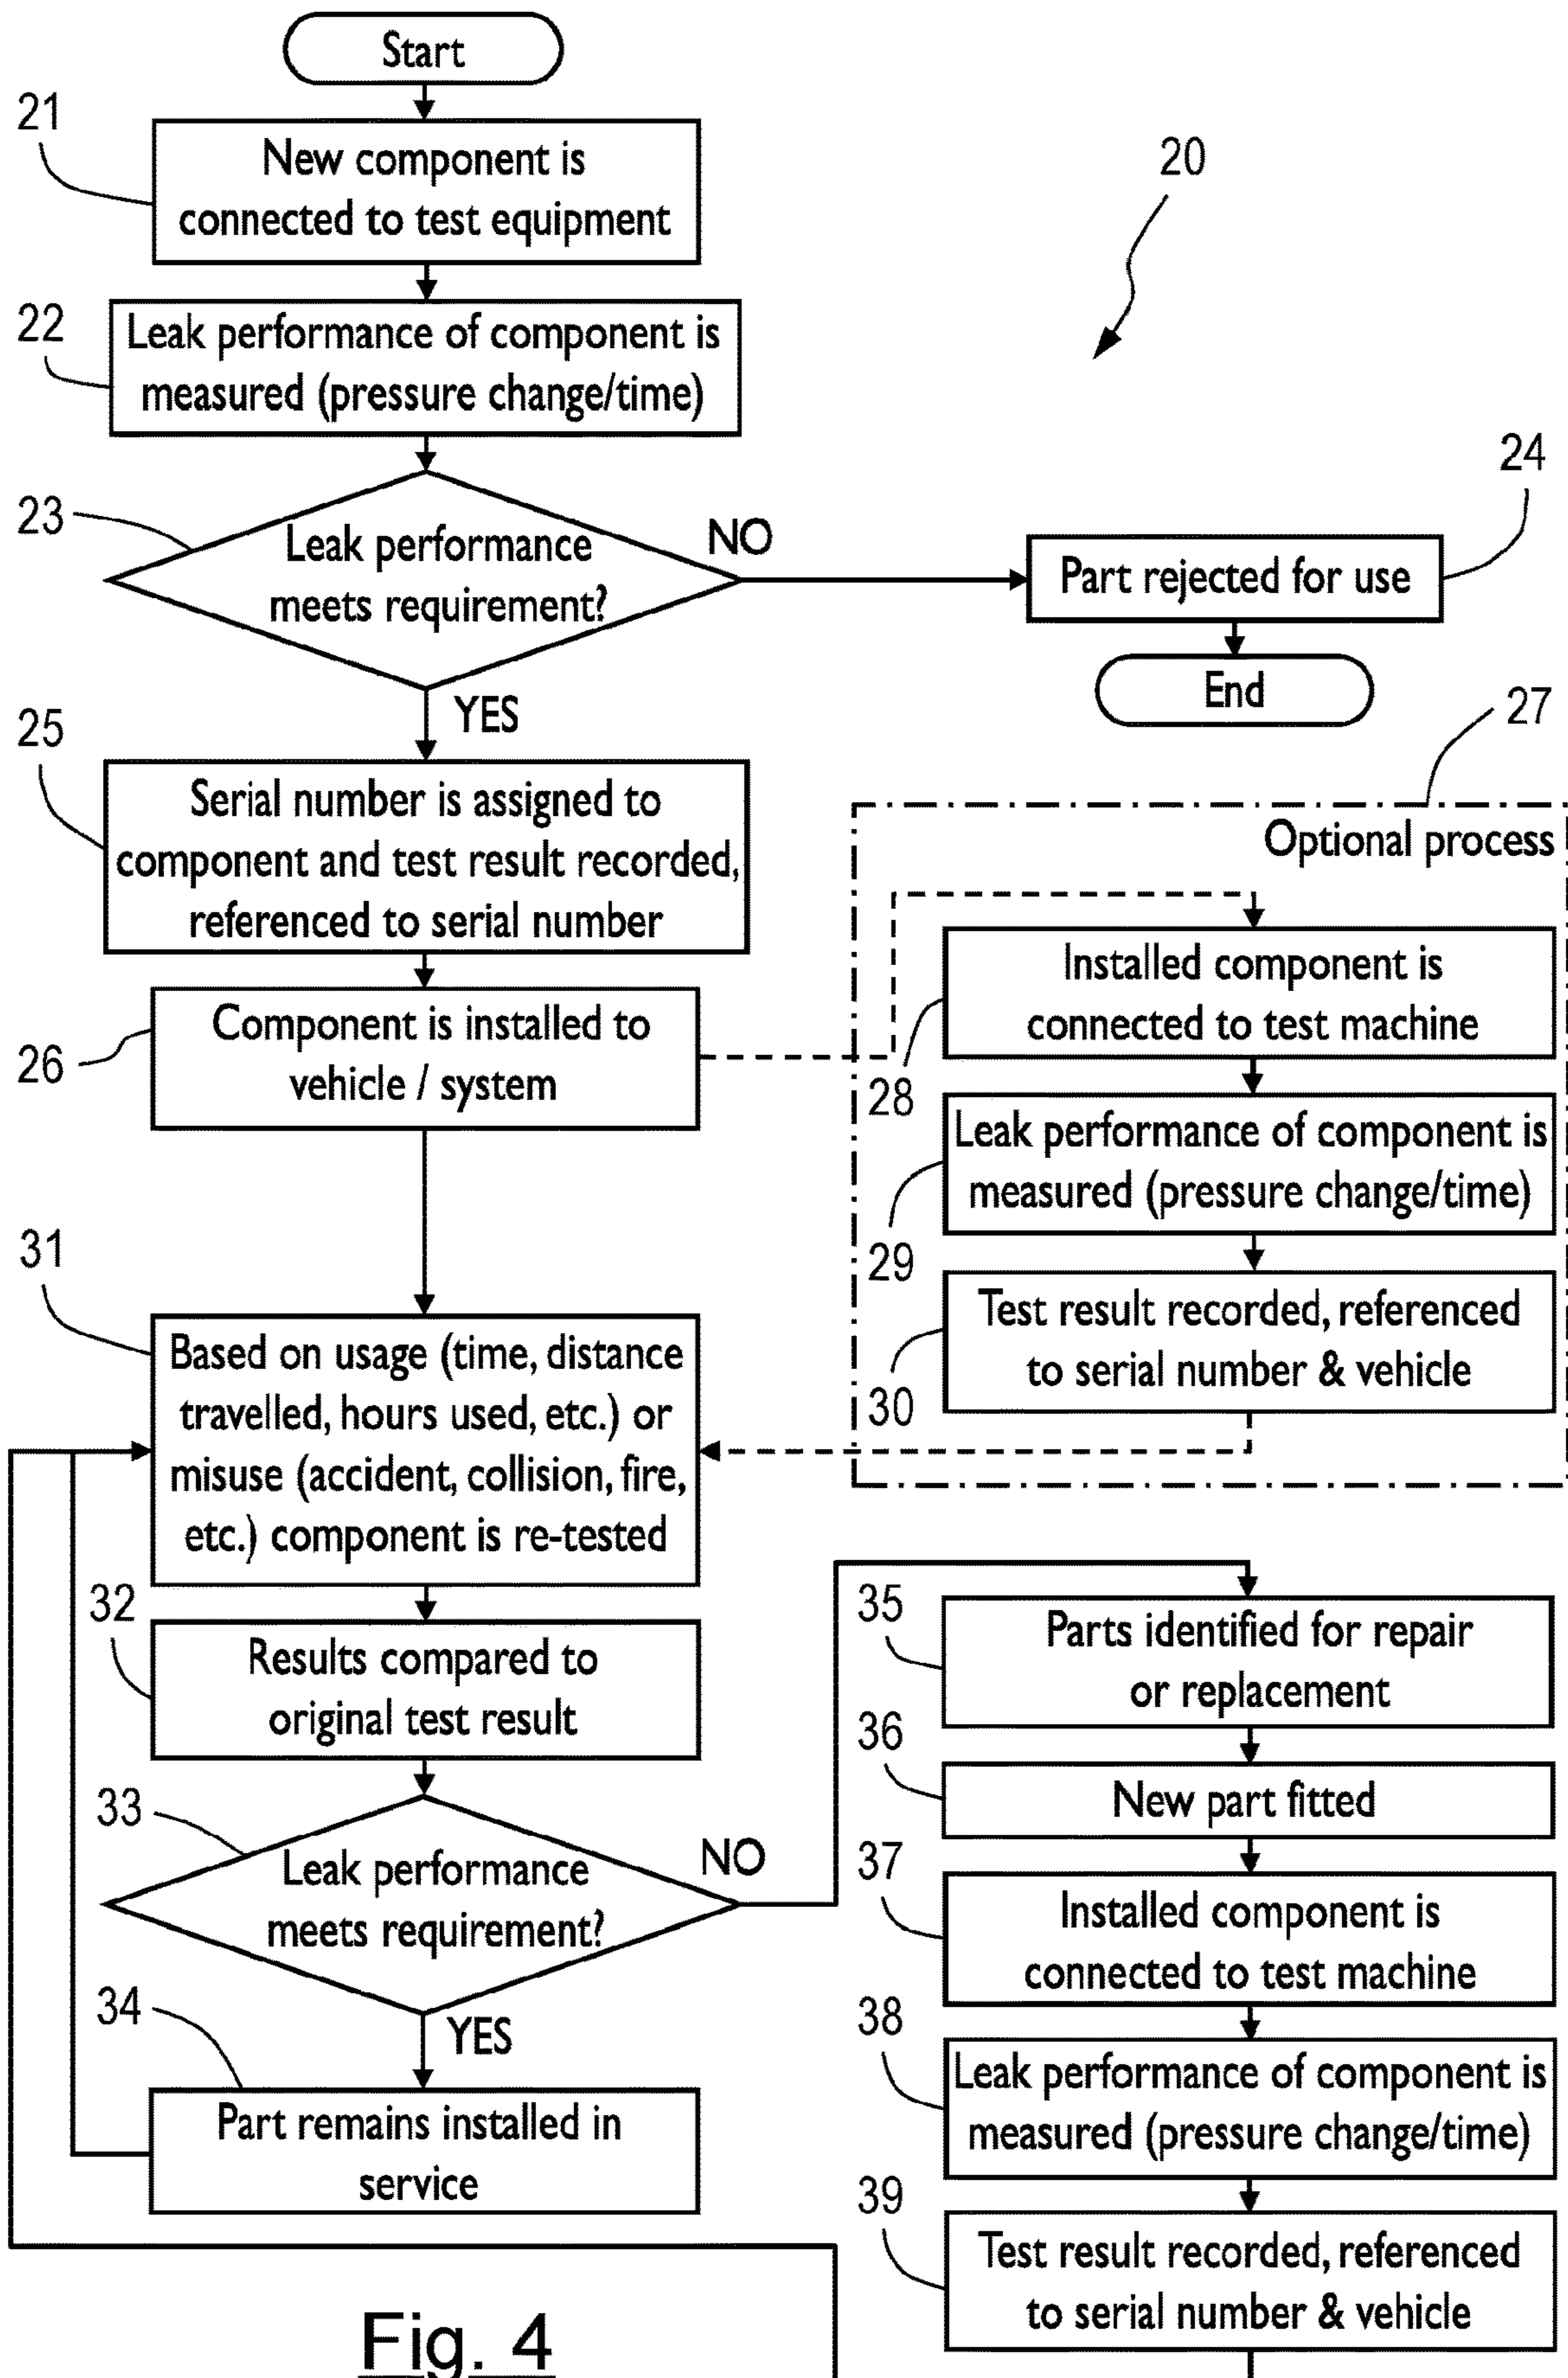 Start
21
New component is
connected to test equipment
20
22
Leak performance of component is
measured (pressure change/time)
23
Leak performance
meets requirement?
NO
24
Part rejected for use
End
YES
25
Serial number is assigned to
component and test result recorded,
referenced to serial number
26
Component is installed to
vehicle / system
27
Optional process
28
Installed component is
connected to test machine
29
Leak performance of component is
measured (pressure change/time)
30
Test result recorded, referenced
to serial number & vehicle
31
Based on usage (time, distance
travelled, hours used, etc.) or
misuse (accident, collision, fire,
etc.) component is re-tested
32
Results compared to
original test result
33
Leak performance
meets requirement?
NO
YES
34
Part remains installed in
service
35
Parts identified for repair
or replacement
36
New part fitted
37
Installed component is
connected to test machine
38
Leak performance of component is
measured (pressure change/time)
39
Test result recorded, referenced
to serial number & vehicle
Fig. 4